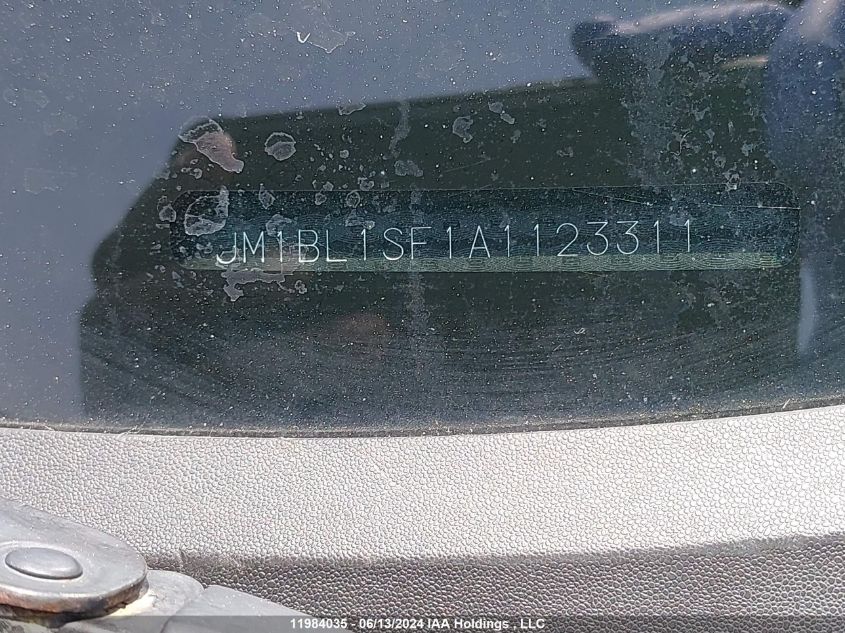 JM1BL1SF1A1123311
11984035 - 06/13/2024 - IAA Holdings , LLC